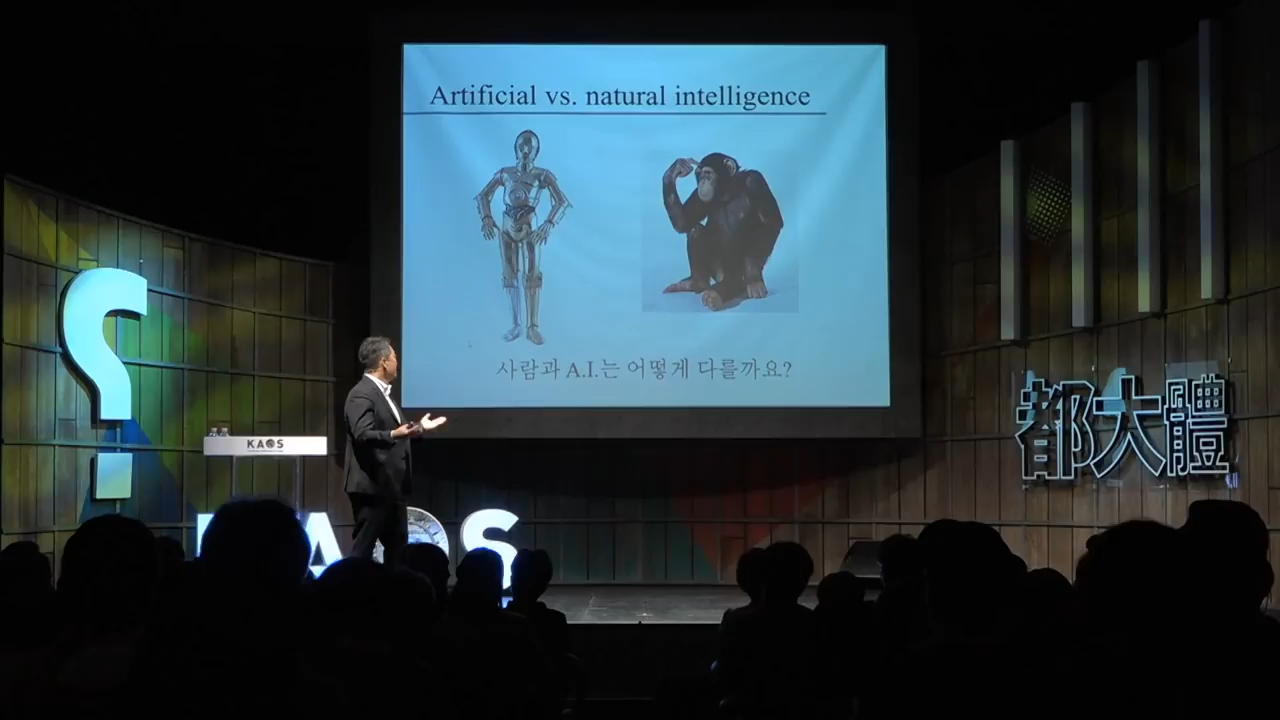 Artificial vs. natural intelligence
사람과 A.I.는 어떻게 다를까요?
?
KAOS
KAOS
都大體